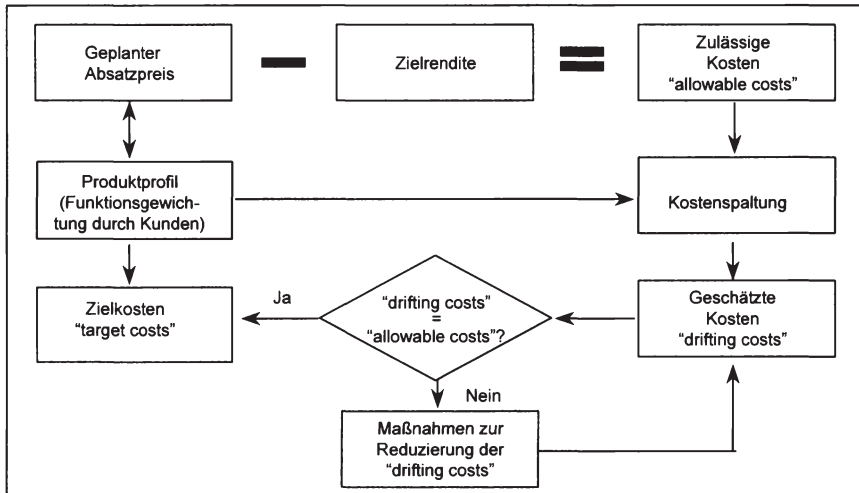 Geplanter
Absatzpreis
Zielrendite
Zulässige
Kosten
“allowable costs”
Produktprofil
(Funktionsgewich-
tung durch Kunden)
Kostenspaltung
Zielkosten
“target costs”
Ja
“drifting costs”
=
“allowable costs”?
Geschätzte
Kosten
“drifting costs”
Nein
Maßnahmen zur
Reduzierung der
“drifting costs”